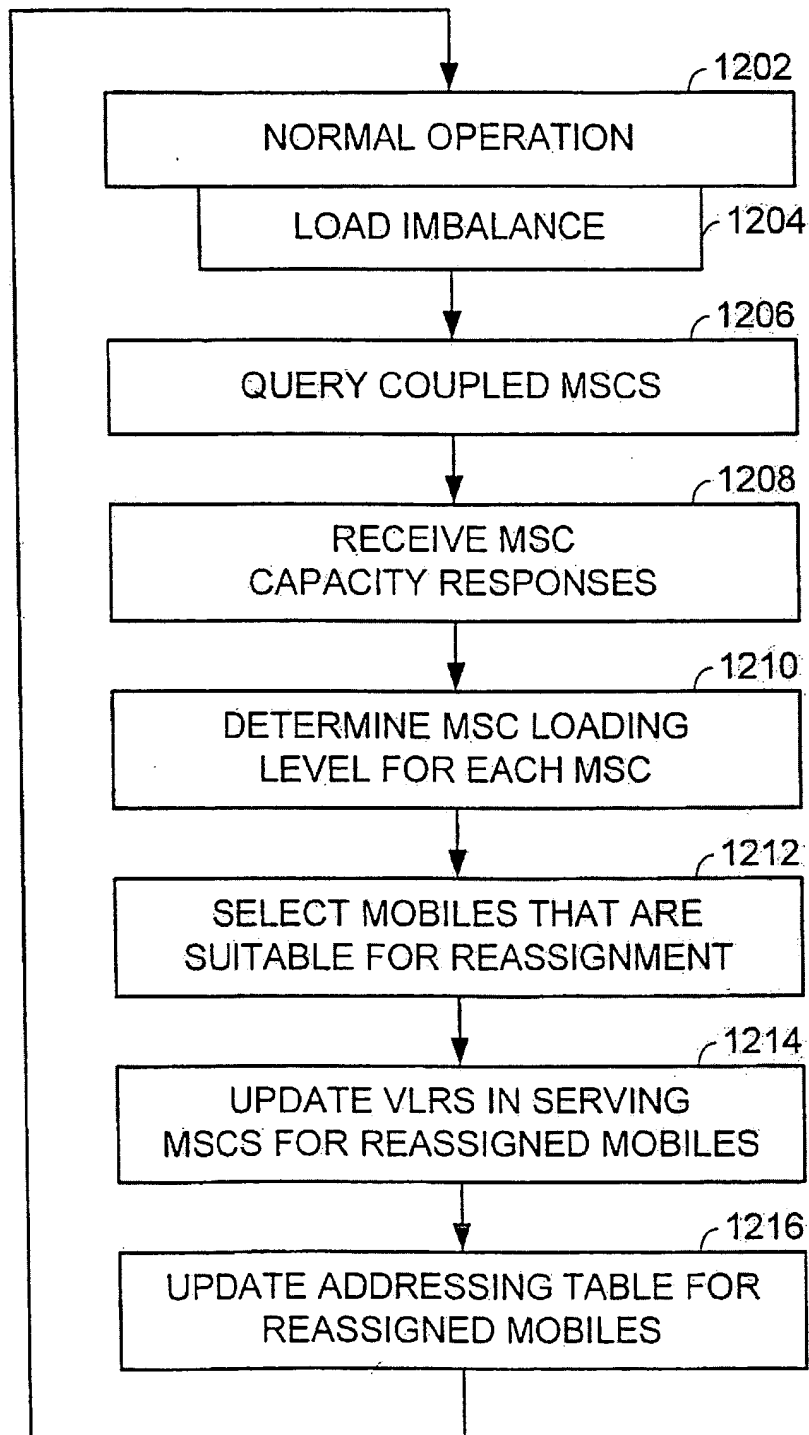 1202
NORMAL OPERATION
LOAD IMBALANCE
1204
1206
QUERY COUPLED MSCS
1208
RECEIVE MSC
CAPACITY RESPONSES
1210
DETERMINE MSC LOADING
LEVEL FOR EACH MSC
1212
SELECT MOBILES THAT ARE
SUITABLE FOR REASSIGNMENT
1214
UPDATE VLRS IN SERVING
MSCS FOR REASSIGNED MOBILES
1216
UPDATE ADDRESSING TABLE FOR
REASSIGNED MOBILES